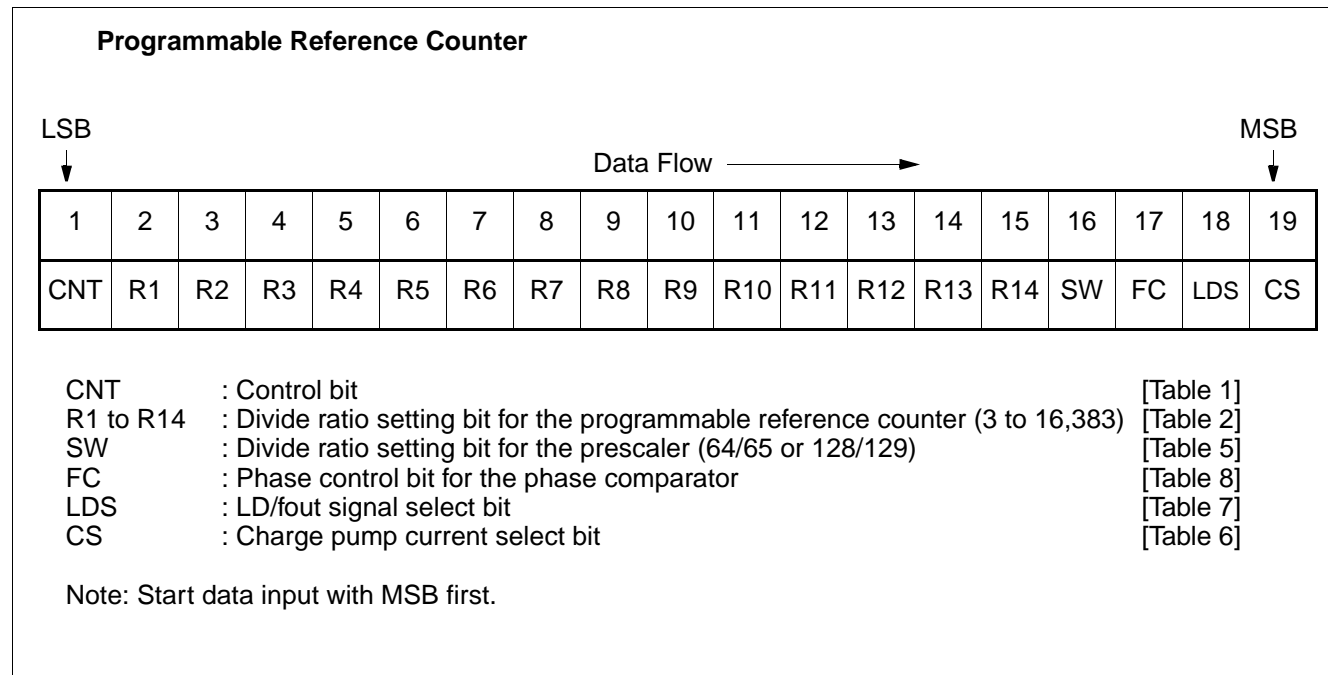 Programmable Reference Counter
LSB
MSB
Data Flow
1 2 3 4 5 6 7 8 9 10 11 12 13 14 15 16 17 18 19
CNT R1 R2 R3 R4 R5 R6 R7 R8 R9 R10 R11 R12 R13 R14 SW FC LDS CS
CNT : Control bit [Table 1]
R1 to R14 : Divide ratio setting bit for the programmable reference counter (3 to 16,383) [Table 2]
SW : Divide ratio setting bit for the prescaler (64/65 or 128/129) [Table 5]
FC : Phase control bit for the phase comparator [Table 8]
LDS : LD/fout signal select bit [Table 7]
CS : Charge pump current select bit [Table 6]
Note: Start data input with MSB first.